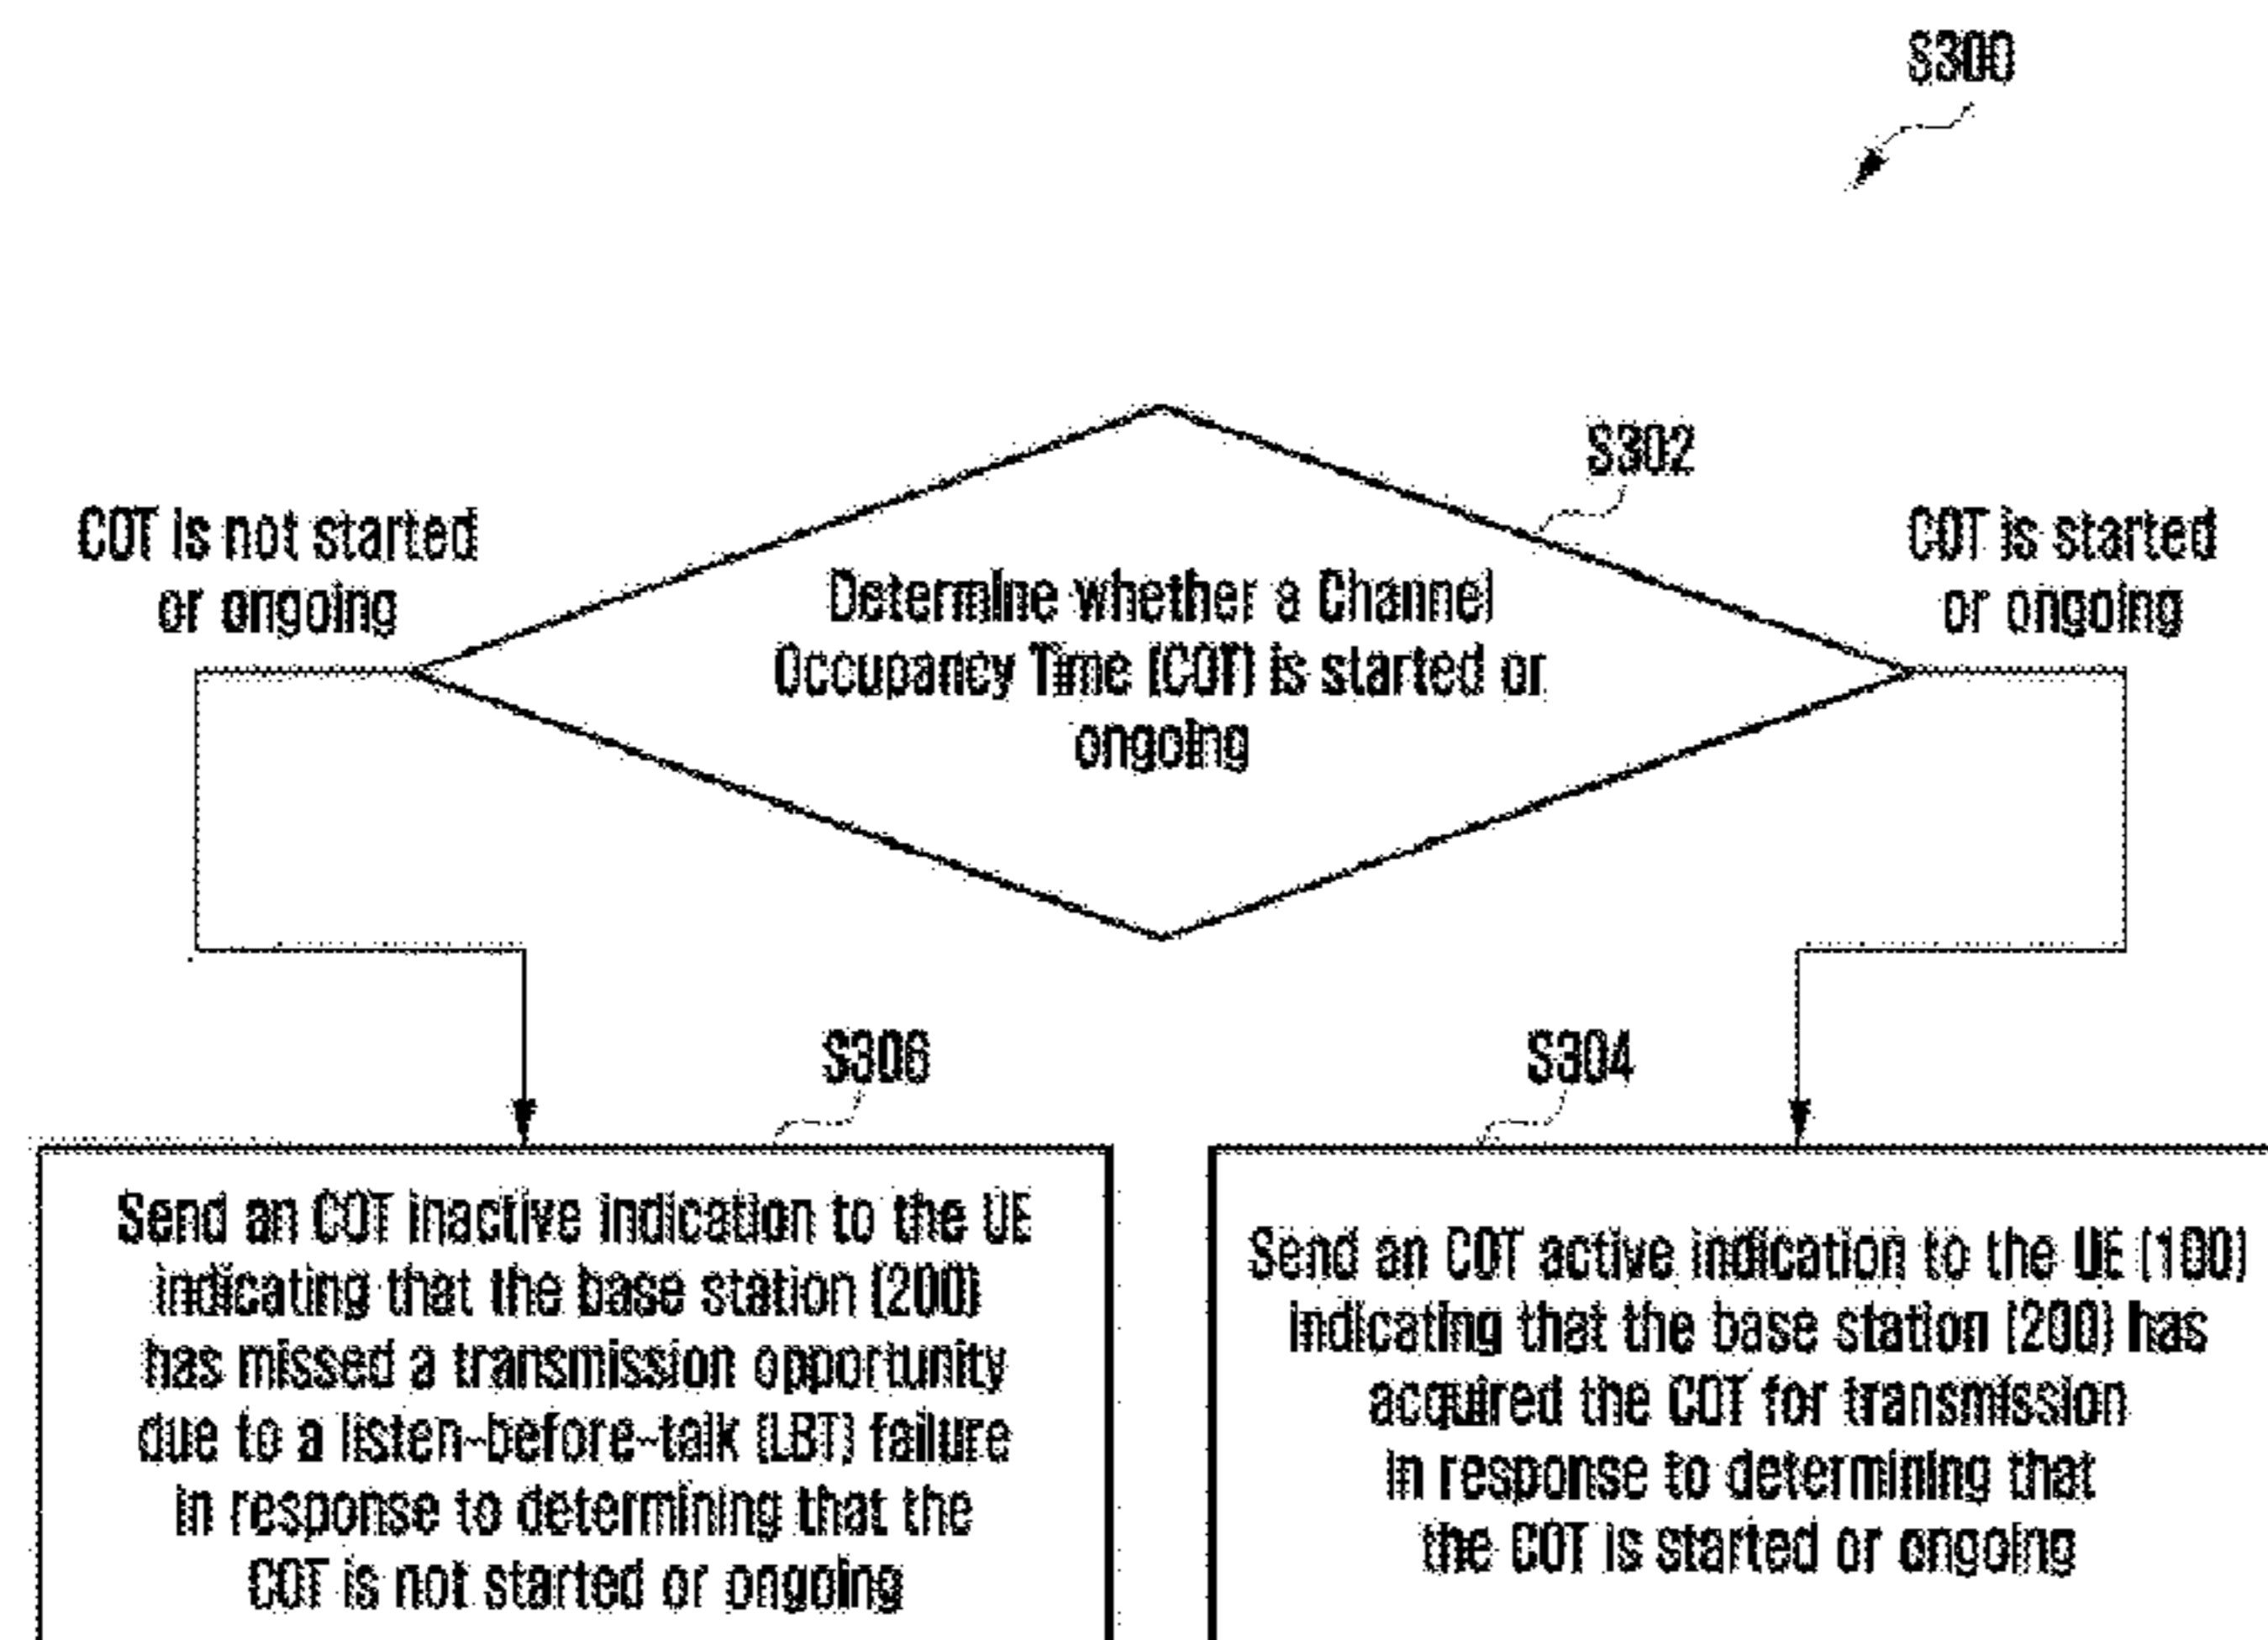 S300
S302
COT is not started
or ongoing
COT is started
or ongoing
Determine whether a Channel
Occupancy Time (COT) is started or
ongoing
S306
S304
Send an COT inactive indication to the UE
indicating that the base station (200)
has missed a transmission opportunity
due to a listen-before-talk (LBT) failure
in response to determining that the
COT is not started or ongoing
Send an COT active indication to the UE (100)
indicating that the base station (200) has
acquired the COT for transmission
in response to determining that
the COT is started or ongoing